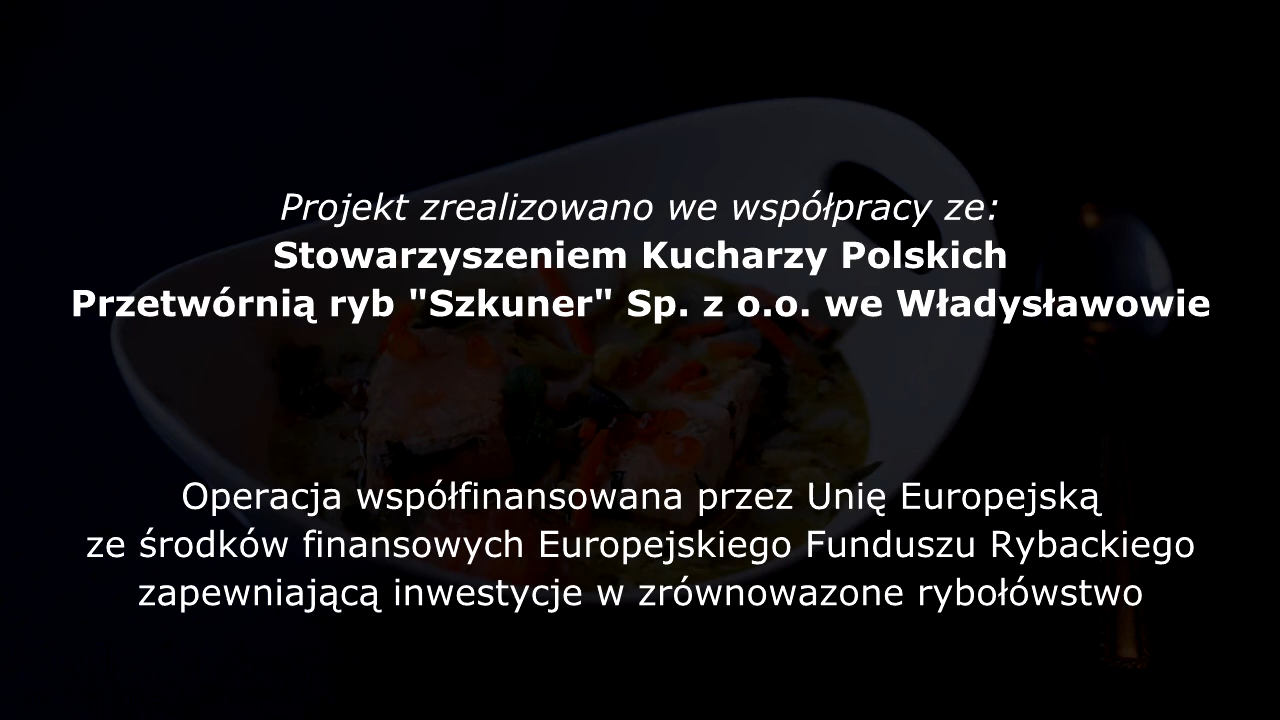 Projekt zrealizowano we współpracy ze:
Stowarzyszeniem Kucharzy Polskich
Przetwórnią ryb "Szkuner" Sp. z o.o. we Władysławowie
Operacja współfinansowana przez Unię Europejską
ze środków finansowych Europejskiego Funduszu Rybackiego
zapewniającą inwestycje w zrównowazone rybołówstwo